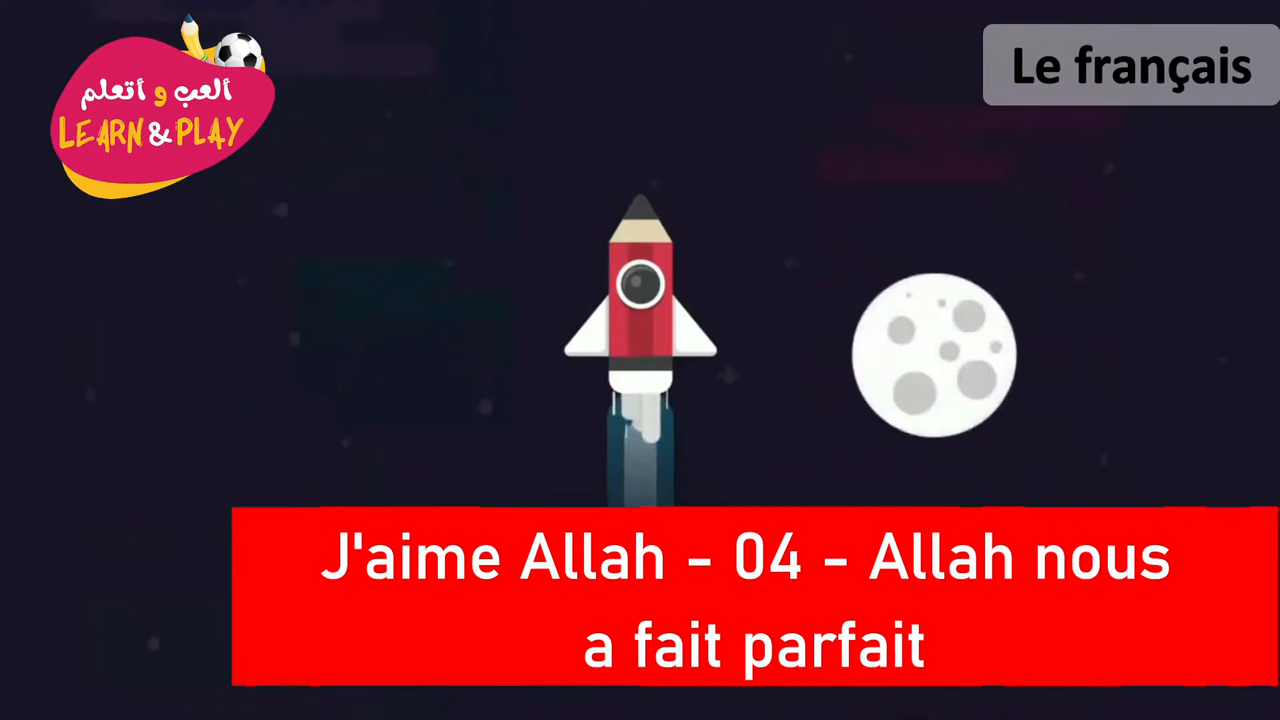 ألعب و أتعلم
LEARN & PLAY
Le français
J'aime Allah - 04 - Allah nous
a fait parfait